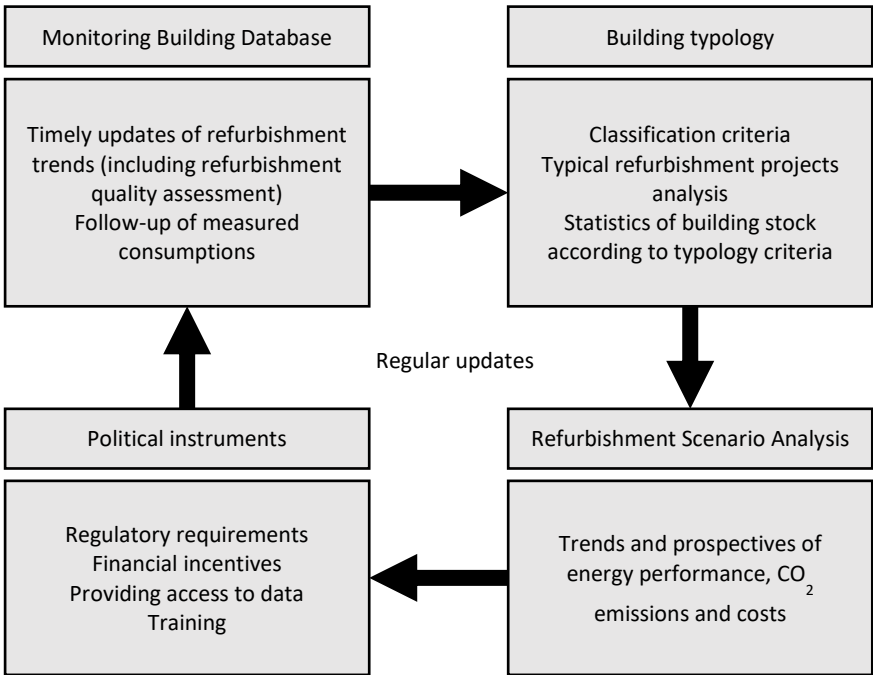 Monitoring Building Database
Timely updates of refurbishment
trends (including refurbishment
quality assessment)
Follow-up of measured
consumptions
Building typology
Classification criteria
Typical refurbishment projects
analysis
Statistics of building stock
according to typology criteria
Regular updates
Political instruments
Regulatory requirements
Financial incentives
Providing access to data
Training
Refurbishment Scenario Analysis
Trends and prospectives of
energy performance, CO₂
emissions and costs